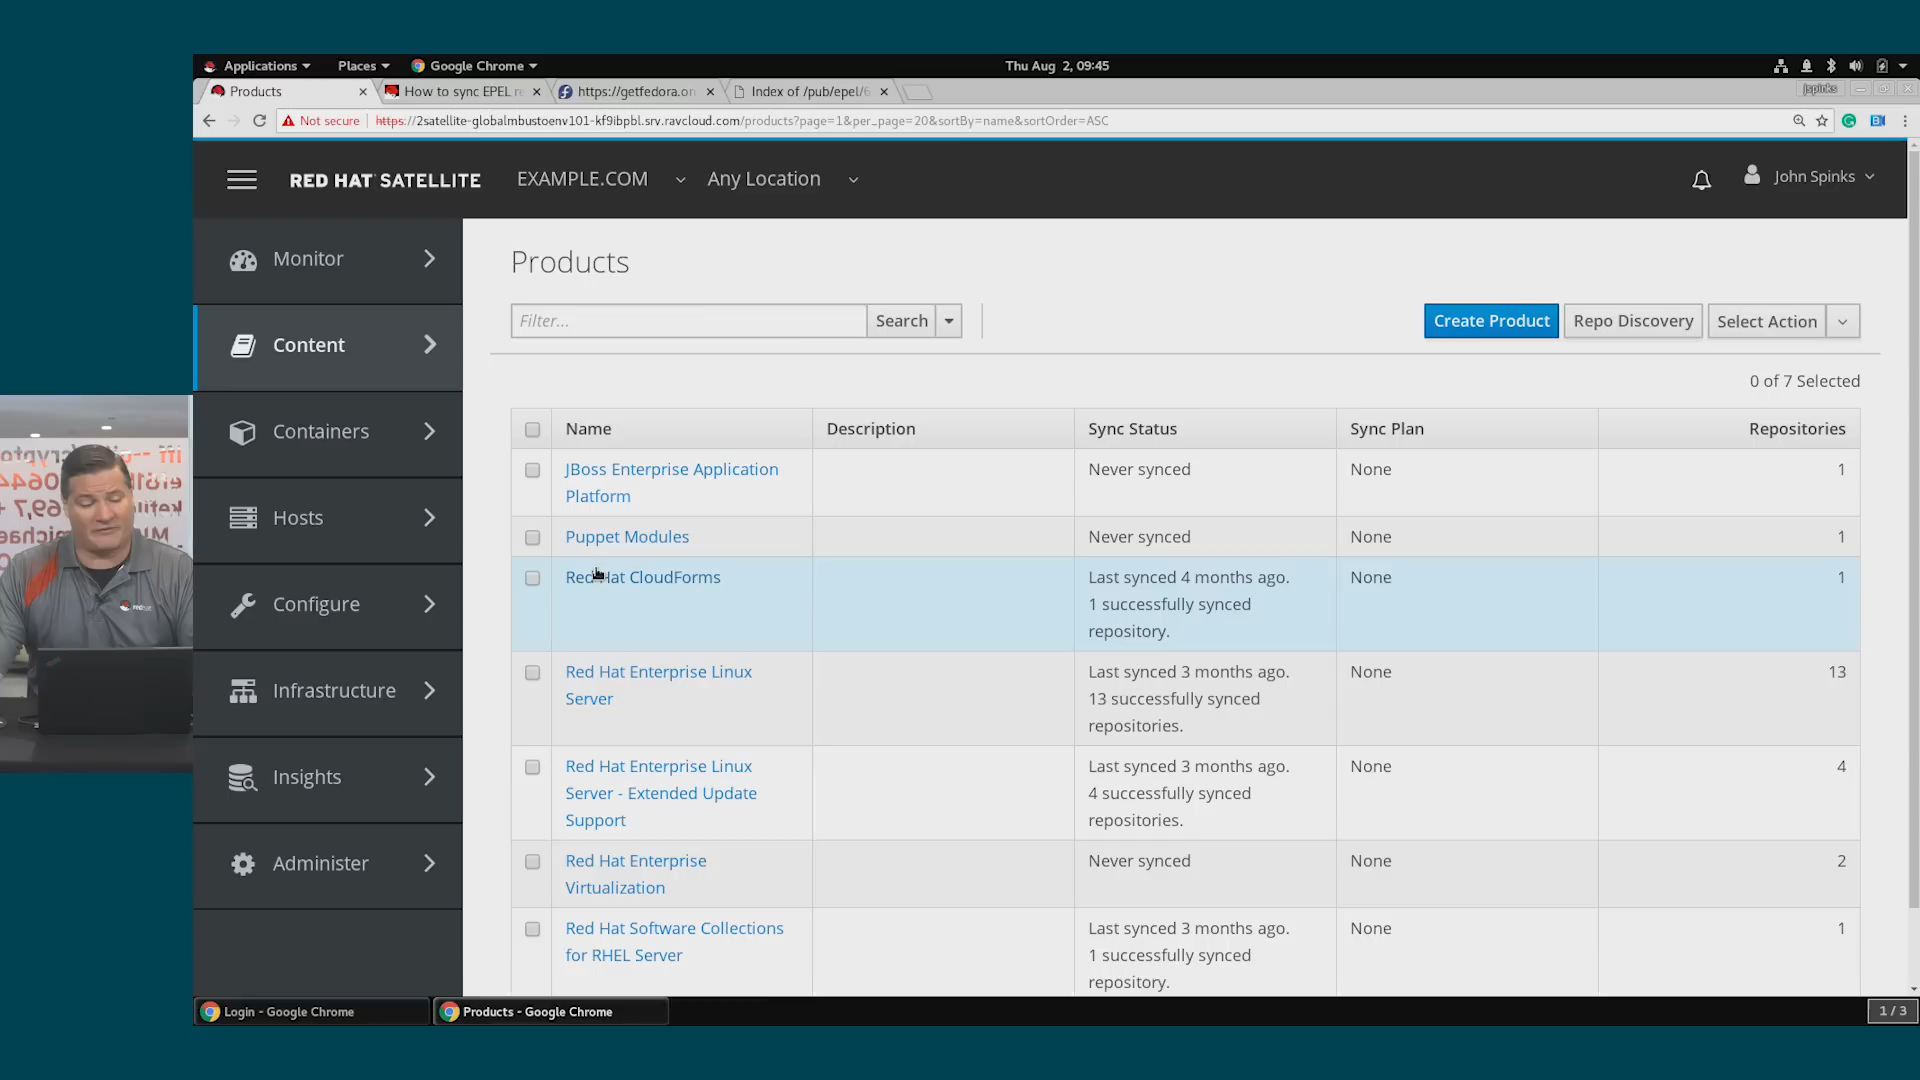 Applications Places Google Chrome Thu Aug 2, 09:45
Products How to sync EPEL re https://getfedora.or Index of /pub/epel/6 jspinks
Not secure https://2satellite-globalmbustoenv101-kf9ibpbl.srv.ravcloud.com/products?page=1&per_page=20&sortBy=name&sortOrder=ASC
RED HAT SATELLITE EXAMPLE.COM Any Location John Spinks
Monitor
Content
Containers
Hosts
Configure
Infrastructure
Insights
Administer
Products
Filter... Search Create Product Repo Discovery Select Action
0 of 7 Selected
Name Description Sync Status Sync Plan Repositories
JBoss Enterprise Application Never synced None 1
Platform
Puppet Modules Never synced None 1
Red Hat CloudForms Last synced 4 months ago. None 1
1 successfully synced
repository.
Red Hat Enterprise Linux Last synced 3 months ago. None 13
Server 13 successfully synced
repositories.
Red Hat Enterprise Linux Last synced 3 months ago. None 4
Server - Extended Update 4 successfully synced
Support repositories.
Red Hat Enterprise Never synced None 2
Virtualization
Red Hat Software Collections Last synced 3 months ago. None 1
for RHEL Server 1 successfully synced
repository.
Login - Google Chrome Products - Google Chrome 1 / 3